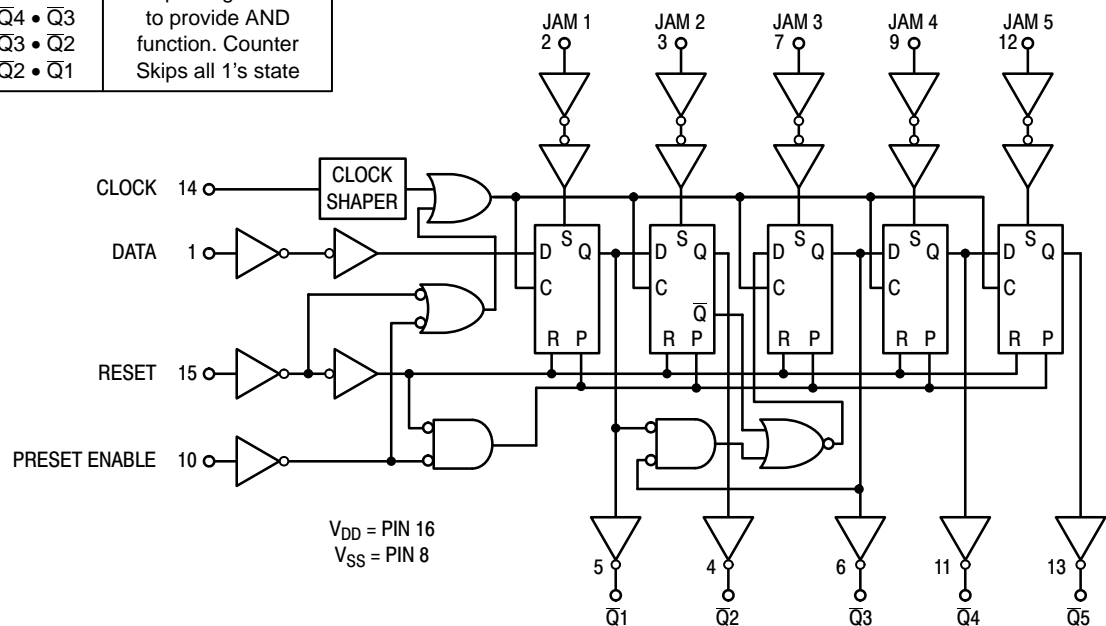 Q̅4 • Q̅3
Q̅3 • Q̅2
Q̅2 • Q̅1
to provide AND
function. Counter
Skips all 1's state
JAM 1
2
JAM 2
3
JAM 3
7
JAM 4
9
JAM 5
12
CLOCK 14
CLOCK
SHAPER
DATA 1
RESET 15
PRESET ENABLE 10
D S Q
C
R P
D S Q
C
Q̅
R P
D S Q
C
R P
D S Q
C
R P
D S Q
C
R P
VDD = PIN 16
VSS = PIN 8
5
Q̅1
4
Q̅2
6
Q̅3
11
Q̅4
13
Q̅5